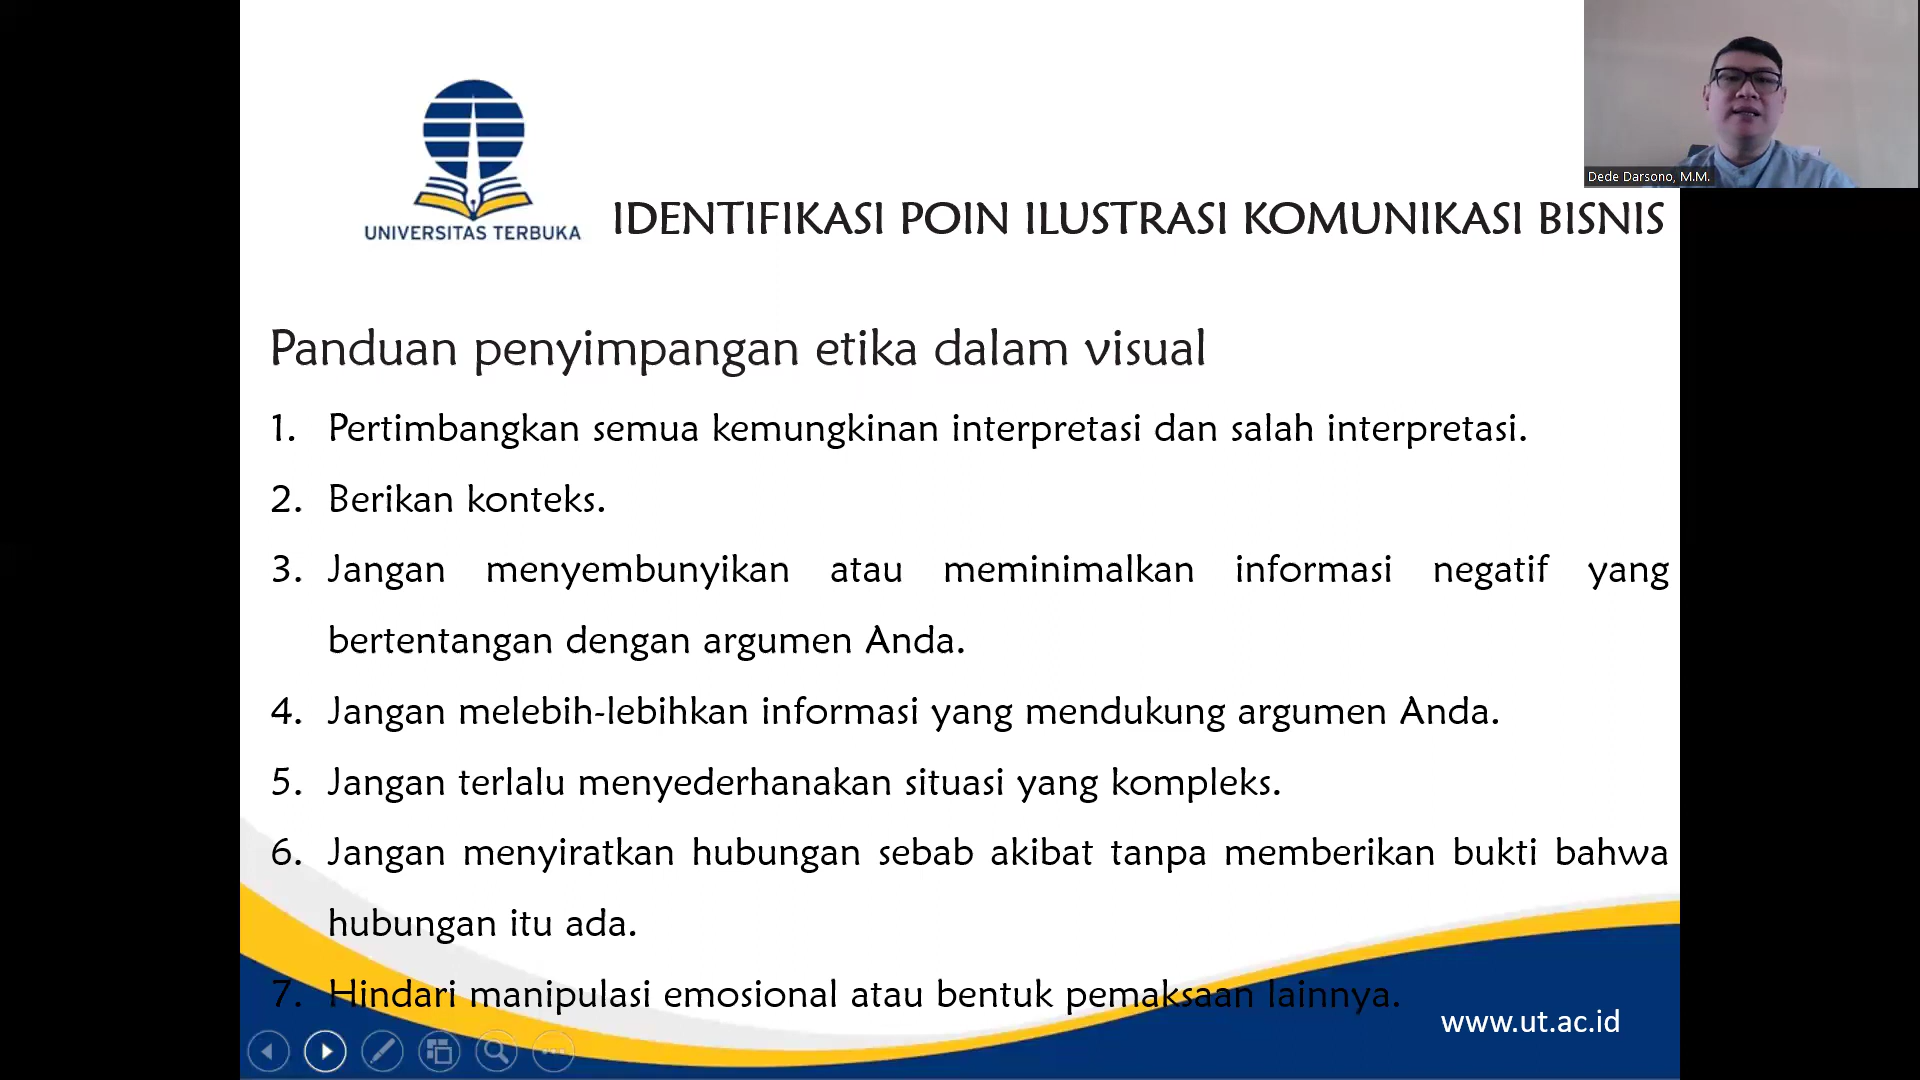 Dede Darsono, M.M.
UNIVERSITAS TERBUKA
IDENTIFIKASI POIN ILUSTRASI KOMUNIKASI BISNIS
Panduan penyimpangan etika dalam visual
1. Pertimbangkan semua kemungkinan interpretasi dan salah interpretasi.
2. Berikan konteks.
3. Jangan menyembunyikan atau meminimalkan informasi negatif yang
bertentangan dengan argumen Anda.
4. Jangan melebih-lebihkan informasi yang mendukung argumen Anda.
5. Jangan terlalu menyederhanakan situasi yang kompleks.
6. Jangan menyiratkan hubungan sebab akibat tanpa memberikan bukti bahwa
hubungan itu ada.
7. Hindari manipulasi emosional atau bentuk pemaksaan lainnya.
www.ut.ac.id